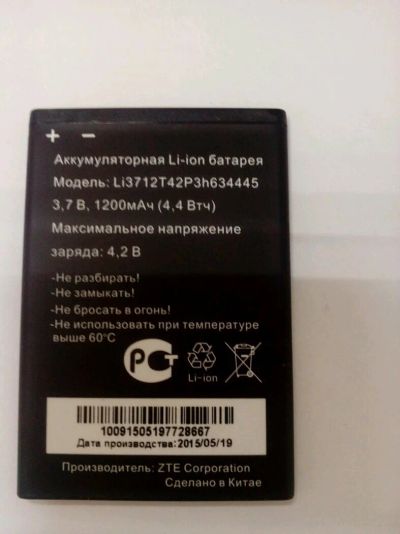 + −
Аккумуляторная Li-ion батарея
Модель: Li3712T42P3h634445
3,7 В, 1200мАч (4,4 Втч)
Максимальное напряжение
заряда: 4,2 В
-Не разбирать!
-Не замыкать!
-Не бросать в огонь!
-Не использовать при температуре
выше 60°C
РСТ
Li-ion
10091505197728667
Дата производства:2015/05/19
Производитель: ZTE Corporation
Сделано в Китае